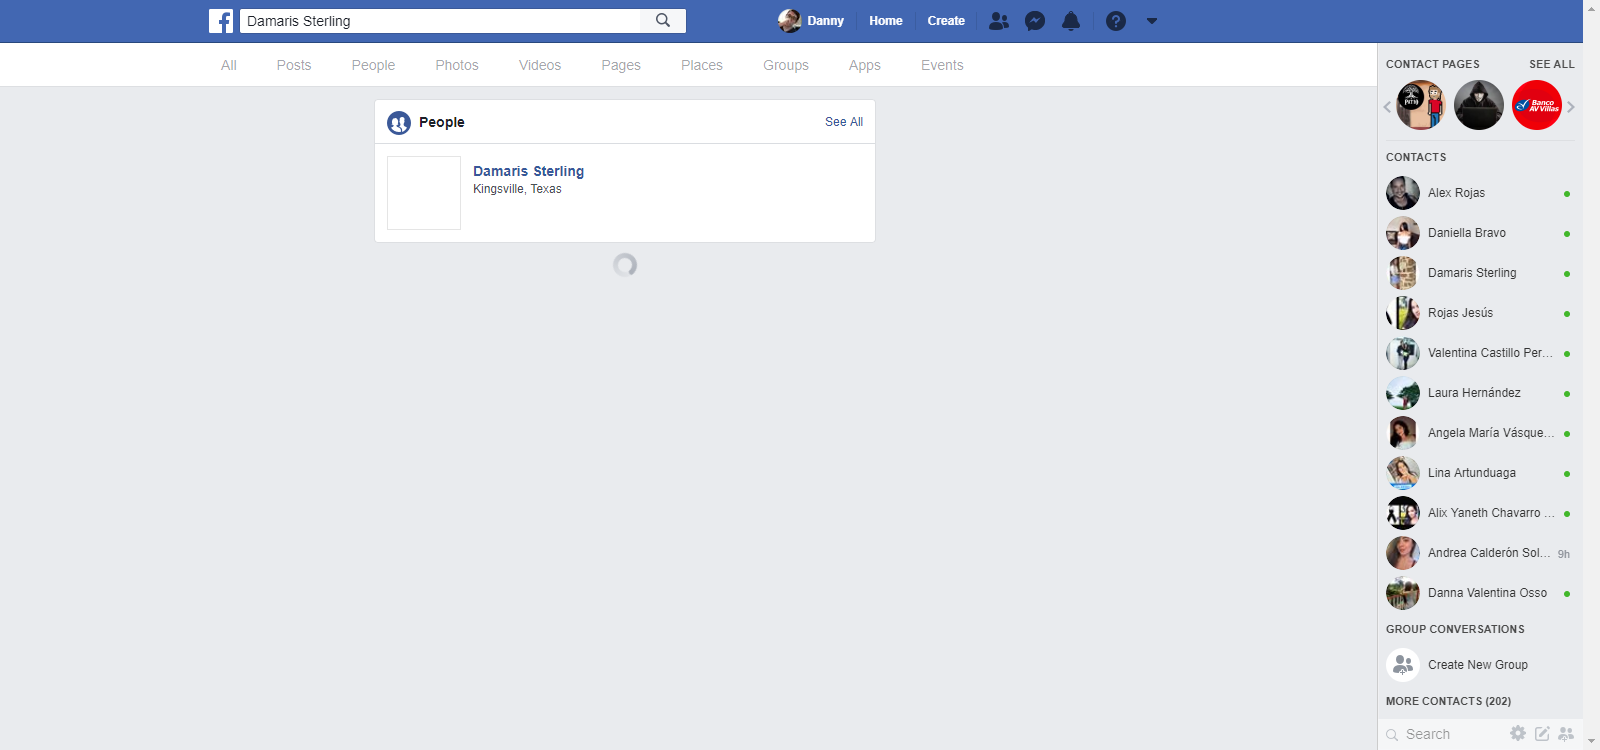 Damaris Sterling
Danny
Home
Create
All
Posts
People
Photos
Videos
Pages
Places
Groups
Apps
Events
People
See All
Damaris Sterling
Kingsville, Texas
CONTACT PAGES
SEE ALL
Banco
AV Villas
CONTACTS
Alex Rojas
Daniella Bravo
Damaris Sterling
Rojas Jesús
Valentina Castillo Per...
Laura Hernández
Angela María Vásque...
Lina Artunduaga
Alix Yaneth Chavarro ...
Andrea Calderón Sol...
9h
Danna Valentina Osso
GROUP CONVERSATIONS
Create New Group
MORE CONTACTS (202)
Search